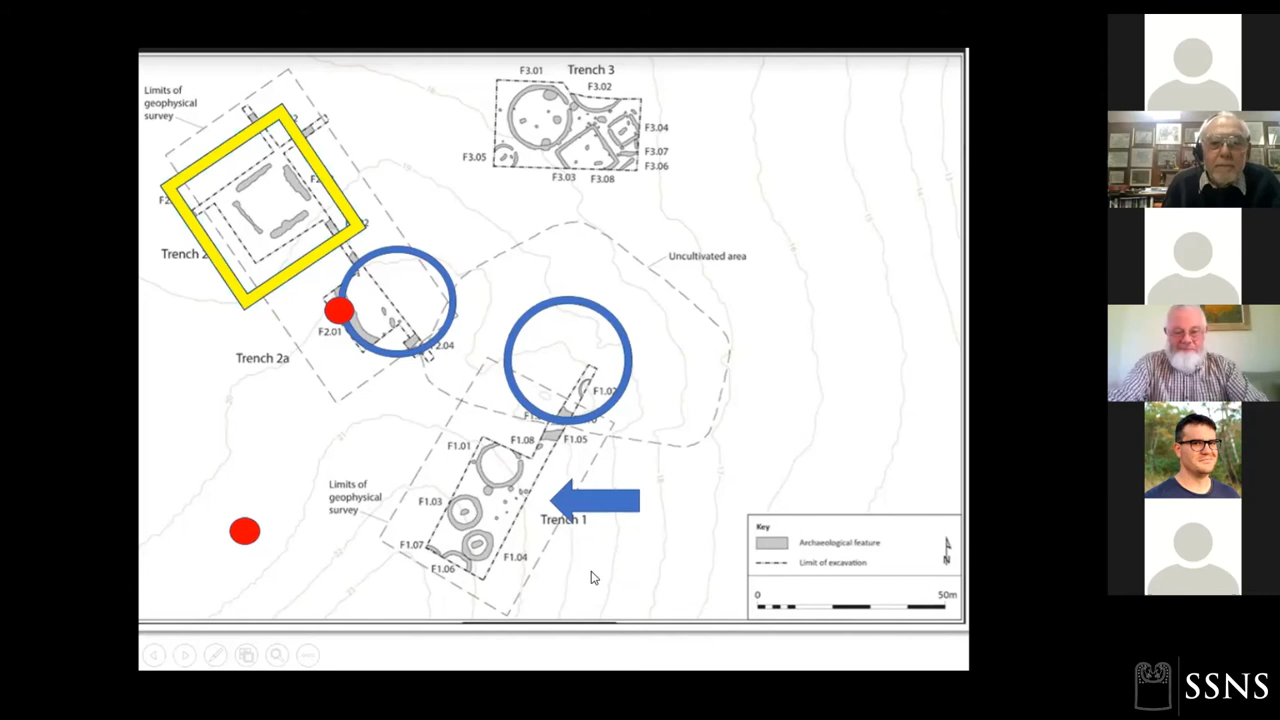 F3.01
Trench 3
F3.02
F3.04
F3.07
F3.06
F3.05
F3.03
F3.08
Limits of
geophysical
survey
Trench 2
Uncultivated area
F2.01
2.04
Trench 2a
F1.02
F1.01
F1.08
F1.05
Limits of
geophysical
survey
F1.03
Trench 1
F1.07
F1.04
F1.06
Key
Archaeological feature
Limit of excavation
N
0
50m
SSNS